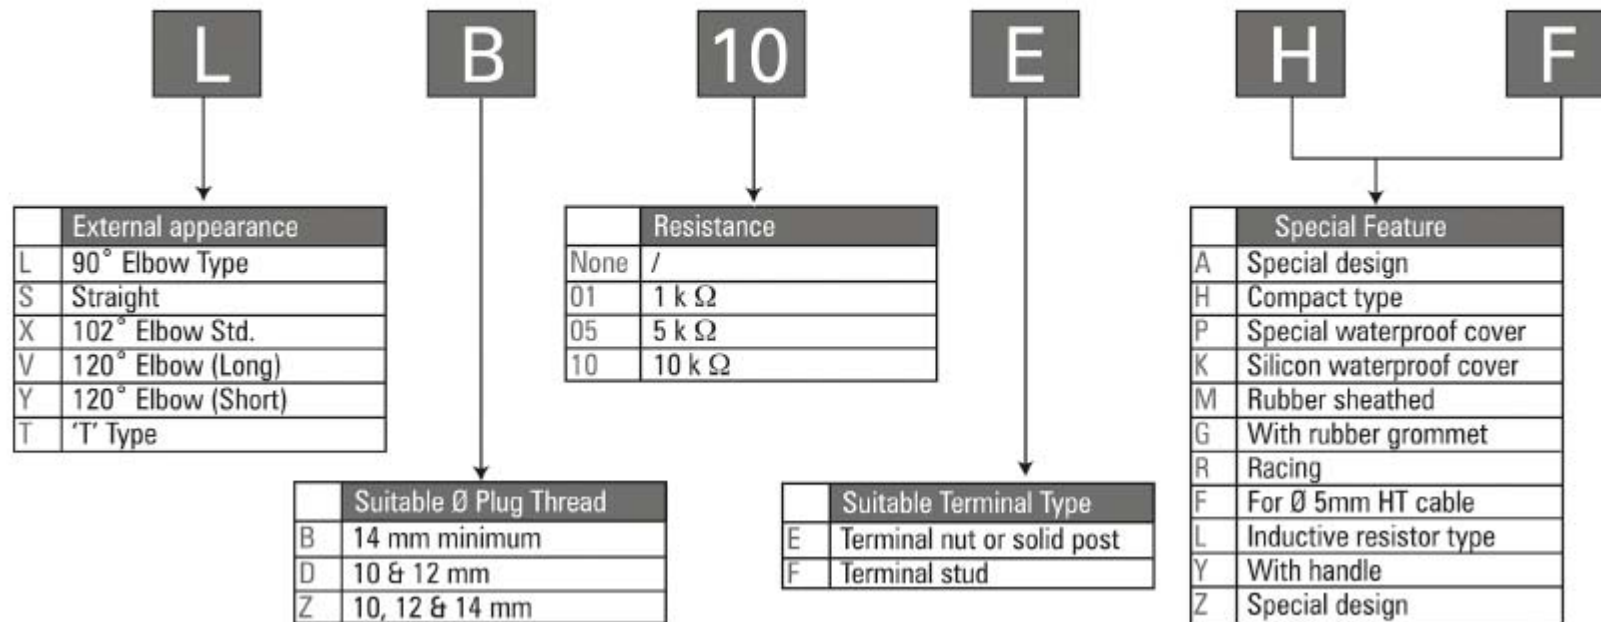 L B 10 E H F
External appearance
L 90° Elbow Type
S Straight
X 102° Elbow Std.
V 120° Elbow (Long)
Y 120° Elbow (Short)
T 'T' Type
Suitable Ø Plug Thread
B 14 mm minimum
D 10 & 12 mm
Z 10, 12 & 14 mm
Resistance
None /
01 1 k Ω
05 5 k Ω
10 10 k Ω
Suitable Terminal Type
E Terminal nut or solid post
F Terminal stud
Special Feature
A Special design
H Compact type
P Special waterproof cover
K Silicon waterproof cover
M Rubber sheathed
G With rubber grommet
R Racing
F For Ø 5mm HT cable
L Inductive resistor type
Y With handle
Z Special design